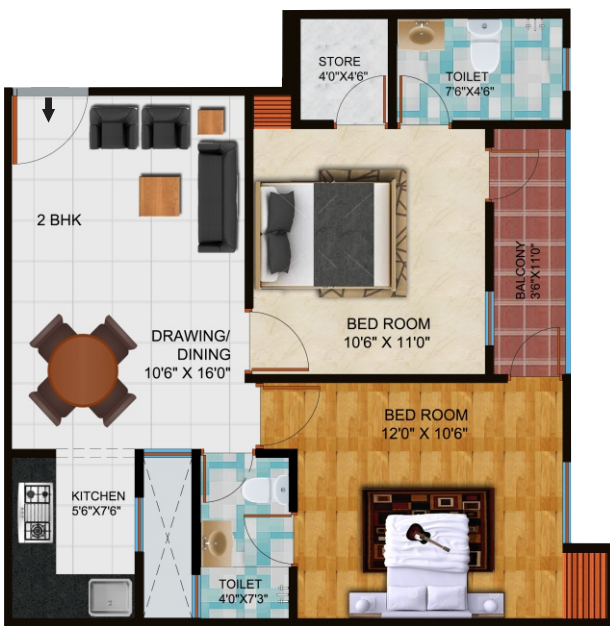 STORE
4'0"X4'6"
TOILET
7'6"X4'6"
2 BHK
BALCONY
3'6"X11'0"
DRAWING/
DINING
10'6" X 16'0"
BED ROOM
10'6" X 11'0"
BED ROOM
12'0" X 10'6"
KITCHEN
5'6"X7'6"
TOILET
4'0"X7'3"